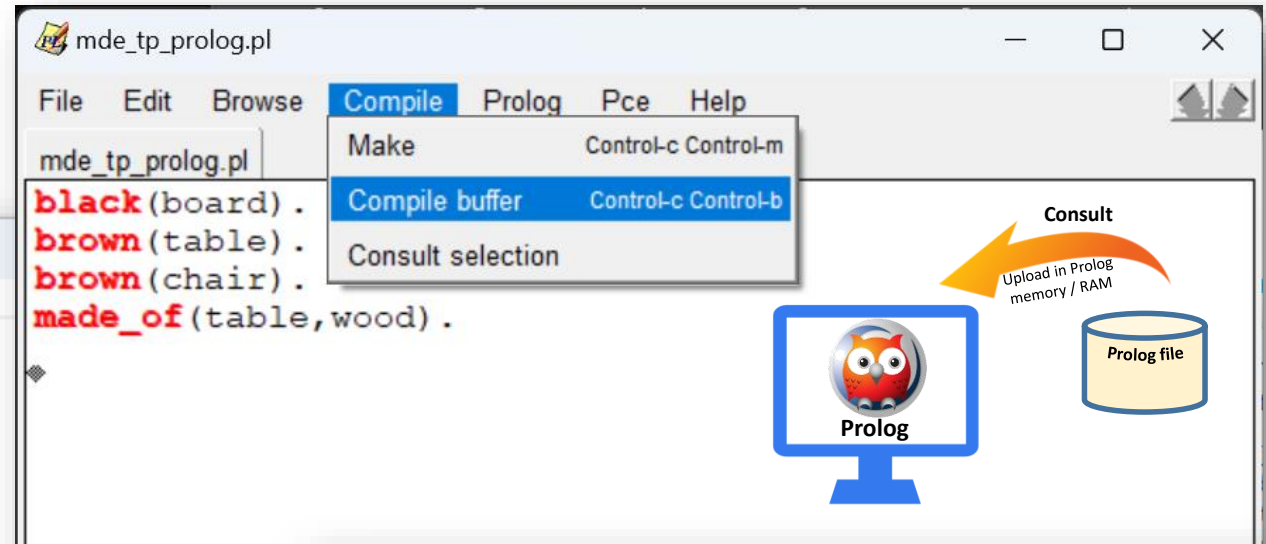 mde_tp_prolog.pl
File Edit Browse Compile Prolog Pce Help
mde_tp_prolog.pl
Make Control-c Control-m
Compile buffer Control-c Control-b
Consult selection
black(board).
brown(table).
brown(chair).
made_of(table,wood).
Consult
Upload in Prolog
memory / RAM
Prolog file
Prolog